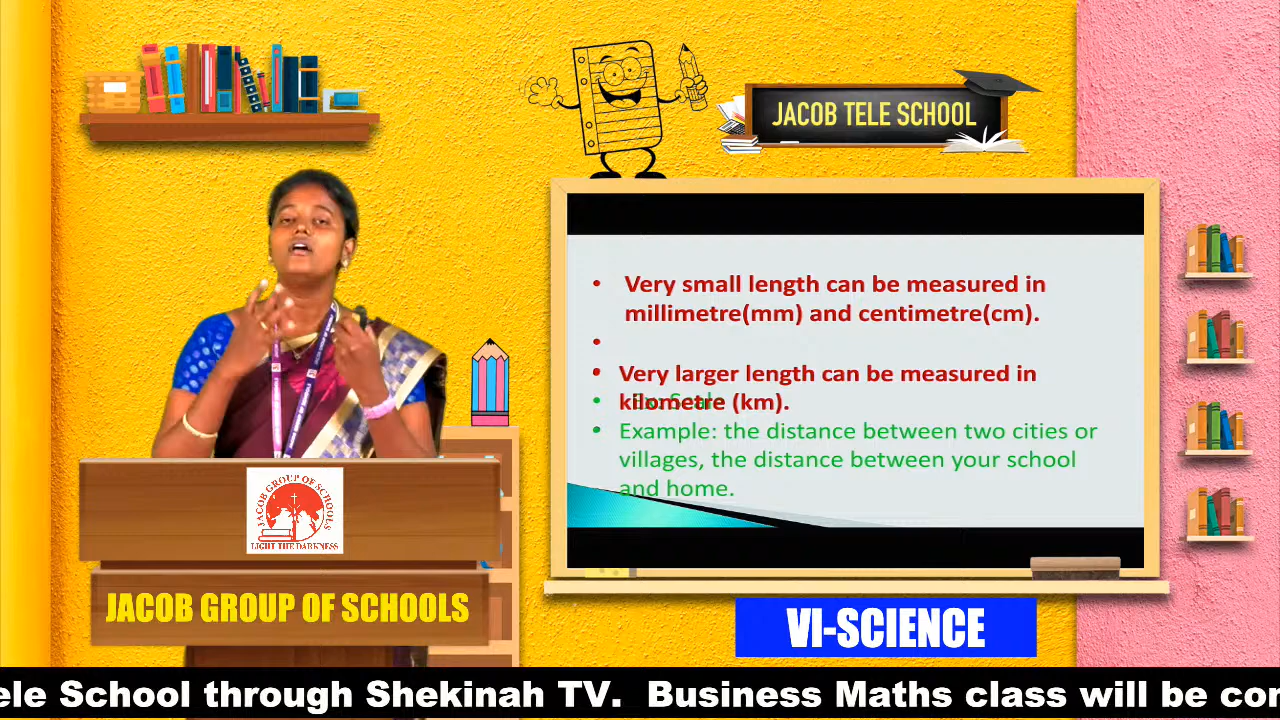 JACOB TELE SCHOOL
• Very small length can be measured in
millimetre(mm) and centimetre(cm).
•
• Very larger length can be measured in
• kilometre (km).
• Example: the distance between two cities or
villages, the distance between your school
and home.
JACOB GROUP OF SCHOOLS
LIGHT THE DARKNESS
JACOB GROUP OF SCHOOLS
VI-SCIENCE
ele School through Shekinah TV. Business Maths class will be con